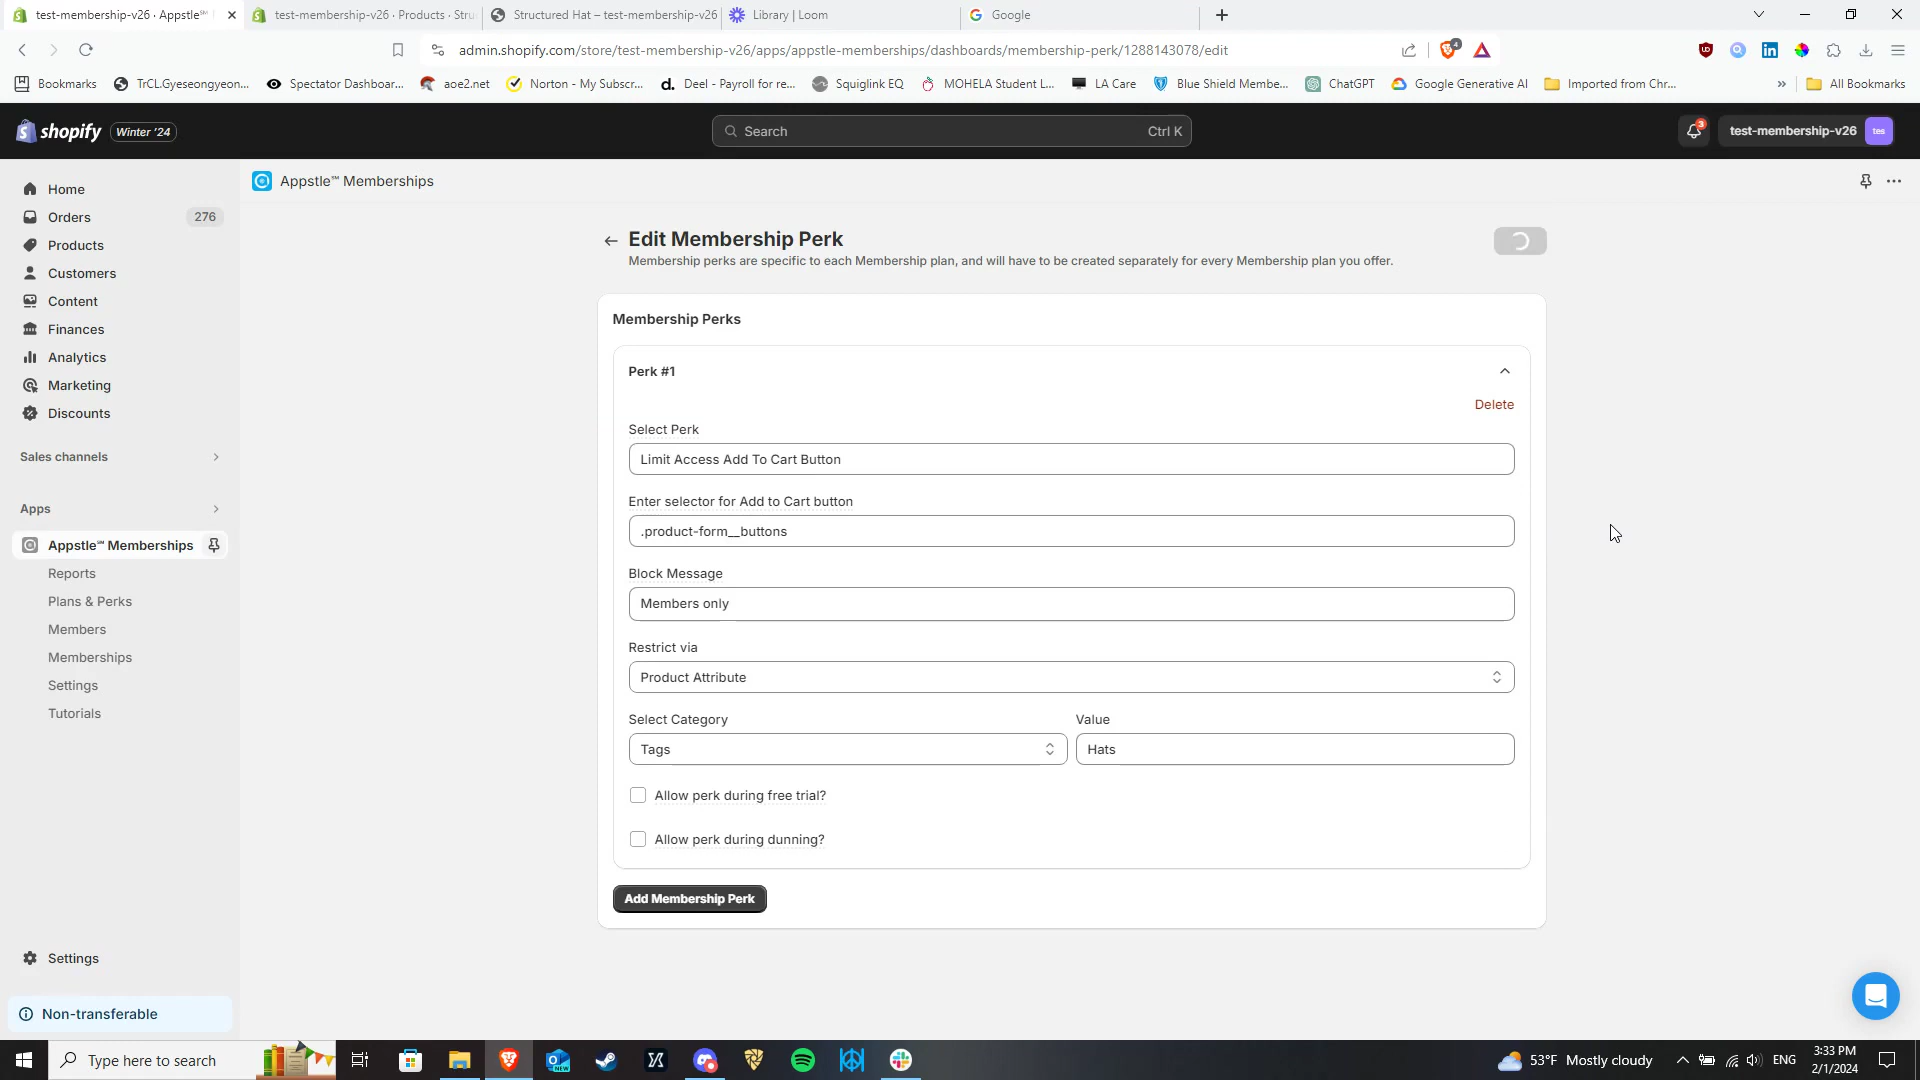 test-membership-v26 · Appstle℠
test-membership-v26 · Products · Stru
Structured Hat – test-membership-v26
Library | Loom
Google
admin.shopify.com/store/test-membership-v26/apps/appstle-memberships/dashboards/membership-perk/1288143078/edit
4
Bookmarks
TrCL.Gyeseongyeon...
Spectator Dashboar...
aoe2.net
Norton - My Subscr...
Deel - Payroll for re...
Squiglink EQ
MOHELA Student L...
LA Care
Blue Shield Membe...
ChatGPT
Google Generative AI
Imported from Chr...
»
All Bookmarks
shopify
Winter '24
Search
Ctrl K
3
test-membership-v26
tes
Home
Orders
276
Products
Customers
Content
Finances
Analytics
Marketing
Discounts
Sales channels
Apps
Appstle℠ Memberships
Reports
Plans & Perks
Members
Memberships
Settings
Tutorials
Settings
Non-transferable
Appstle℠ Memberships
Edit Membership Perk
Membership perks are specific to each Membership plan, and will have to be created separately for every Membership plan you offer.
Membership Perks
Perk #1
Delete
Select Perk
Limit Access Add To Cart Button
Enter selector for Add to Cart button
.product-form__buttons
Block Message
Members only
Restrict via
Product Attribute
Select Category
Value
Tags
Hats
Allow perk during free trial?
Allow perk during dunning?
Add Membership Perk
Type here to search
53°F Mostly cloudy
ENG
3:33 PM
2/1/2024